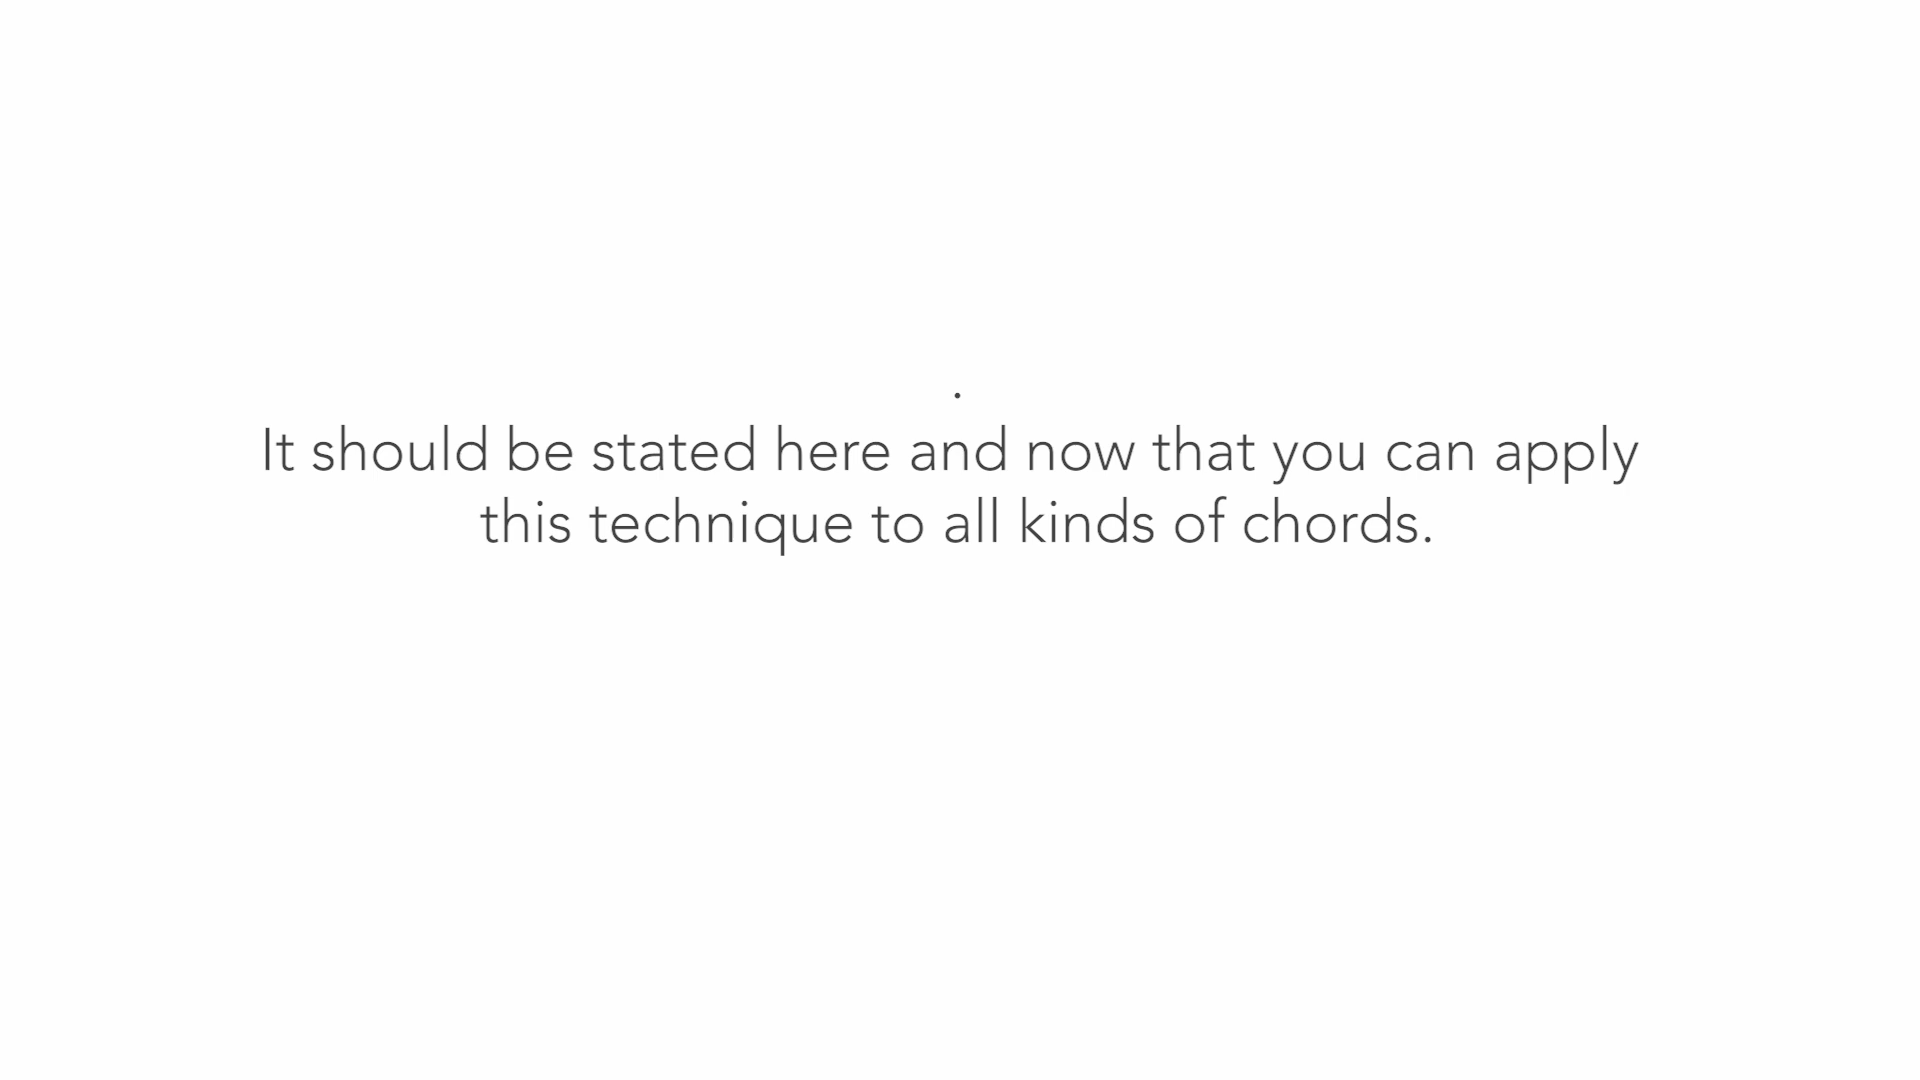 .
It should be stated here and now that you can apply
this technique to all kinds of chords.